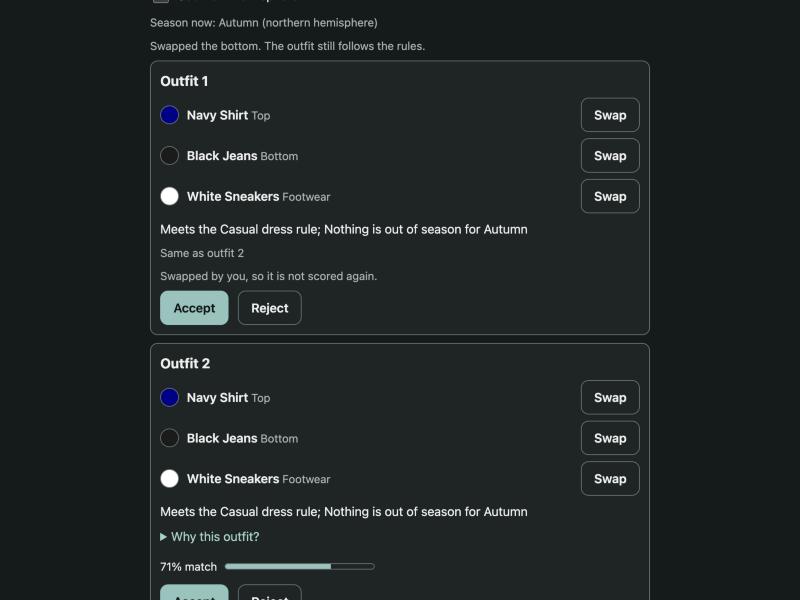 Season now: Autumn (northern hemisphere)
Swapped the bottom. The outfit still follows the rules.
Outfit 1
Navy Shirt Top Swap
Black Jeans Bottom Swap
White Sneakers Footwear Swap
Meets the Casual dress rule; Nothing is out of season for Autumn
Same as outfit 2
Swapped by you, so it is not scored again.
Accept Reject
Outfit 2
Navy Shirt Top Swap
Black Jeans Bottom Swap
White Sneakers Footwear Swap
Meets the Casual dress rule; Nothing is out of season for Autumn
Why this outfit?
71% match
Accept Reject